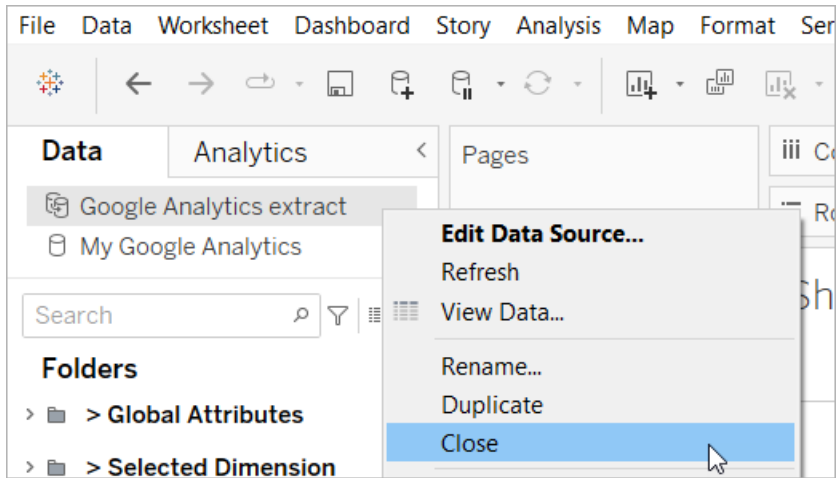 File Data Worksheet Dashboard Story Analysis Map Format
Data Analytics
Pages
Google Analytics extract
My Google Analytics
Search
Folders
> Global Attributes
> Selected Dimension
Edit Data Source...
Refresh
View Data...
Rename...
Duplicate
Close